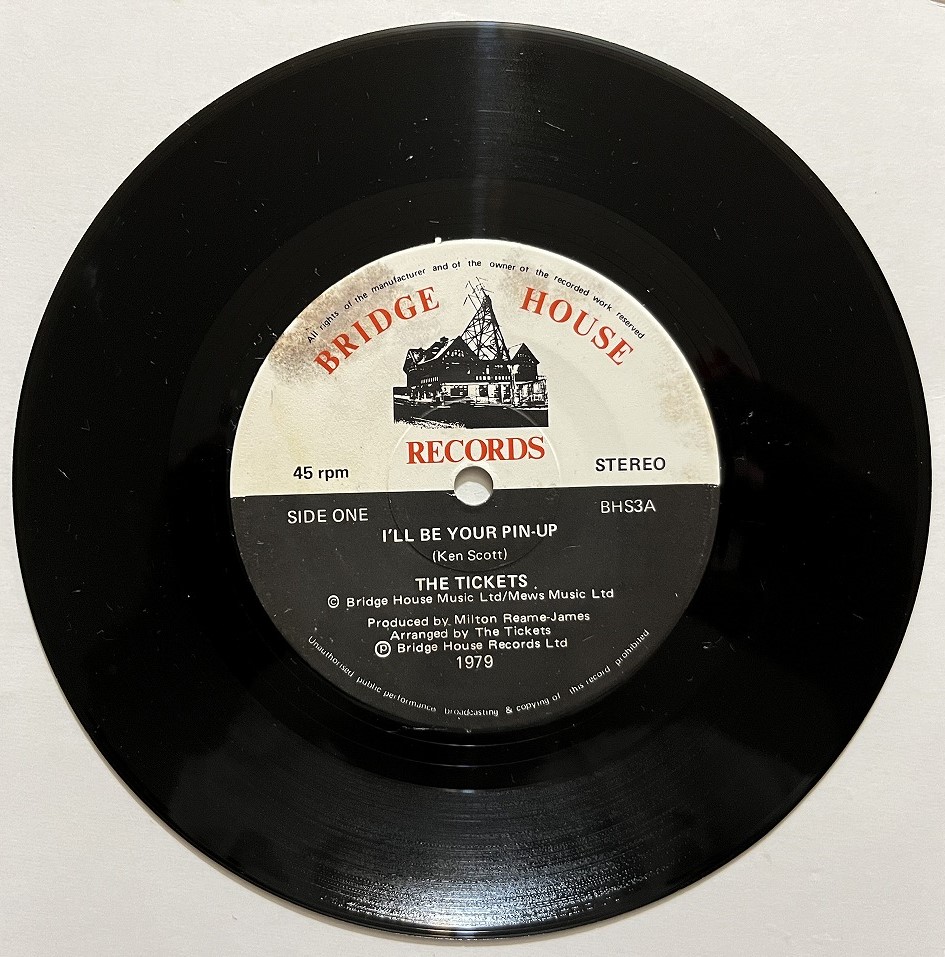 All rights of the manufacturer and of the owner of the recorded work reserved
BRIDGE HOUSE
RECORDS
45 rpm
STEREO
SIDE ONE
BHS3A
I'LL BE YOUR PIN-UP
(Ken Scott)
THE TICKETS.
© Bridge House Music Ltd/Mews Music Ltd
Produced by Milton Reame-James
Arranged by The Tickets
℗ Bridge House Records Ltd
1979
Unauthorised public performance broadcasting & copying of this record prohibited